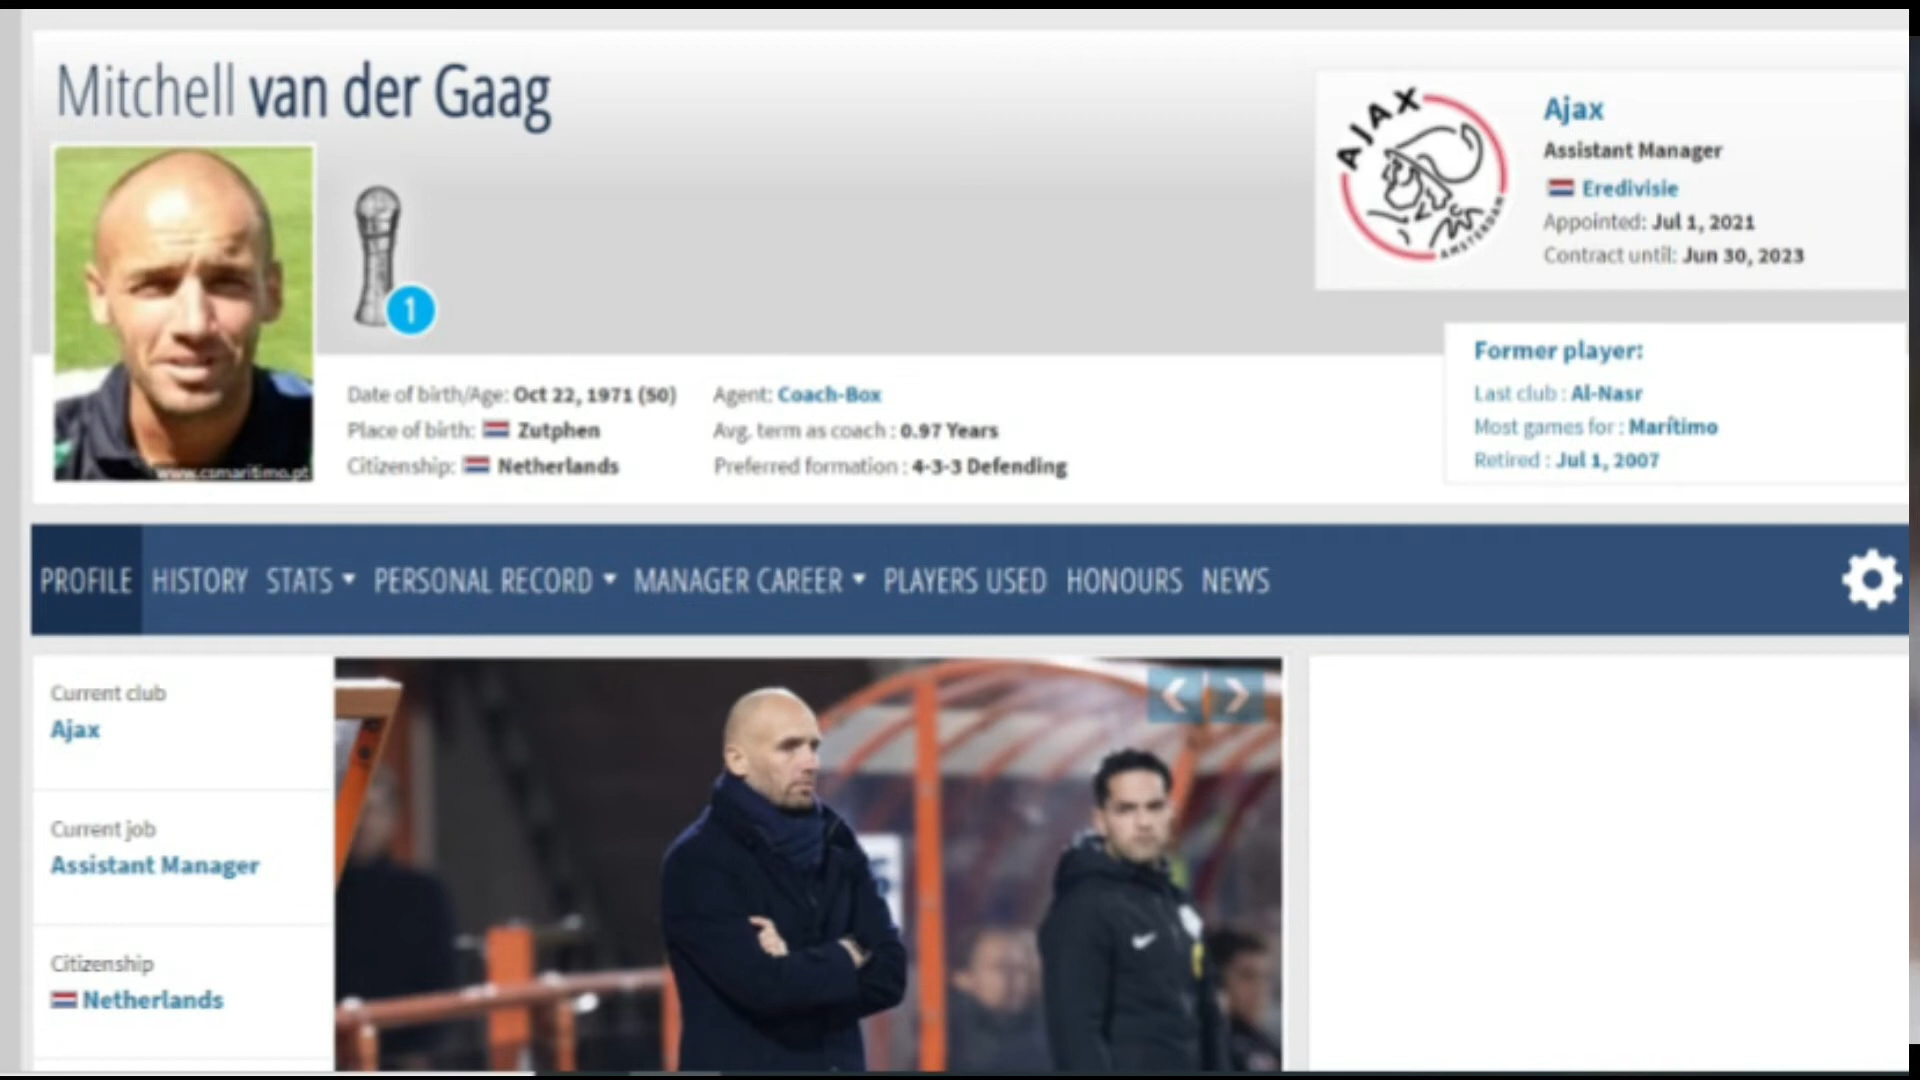 Mitchell van der Gaag
1
www.csmaritimo.pt
Date of birth/Age: Oct 22, 1971 (50)
Place of birth: Zutphen
Citizenship: Netherlands
Agent: Coach-Box
Avg. term as coach : 0.97 Years
Preferred formation : 4-3-3 Defending
AJAX
AMSTERDAM
Ajax
Assistant Manager
Eredivisie
Appointed: Jul 1, 2021
Contract until: Jun 30, 2023
Former player:
Last club : Al-Nasr
Most games for : Marítimo
Retired : Jul 1, 2007
PROFILE HISTORY STATS PERSONAL RECORD MANAGER CAREER PLAYERS USED HONOURS NEWS
Current club
Ajax
Current job
Assistant Manager
Citizenship
Netherlands